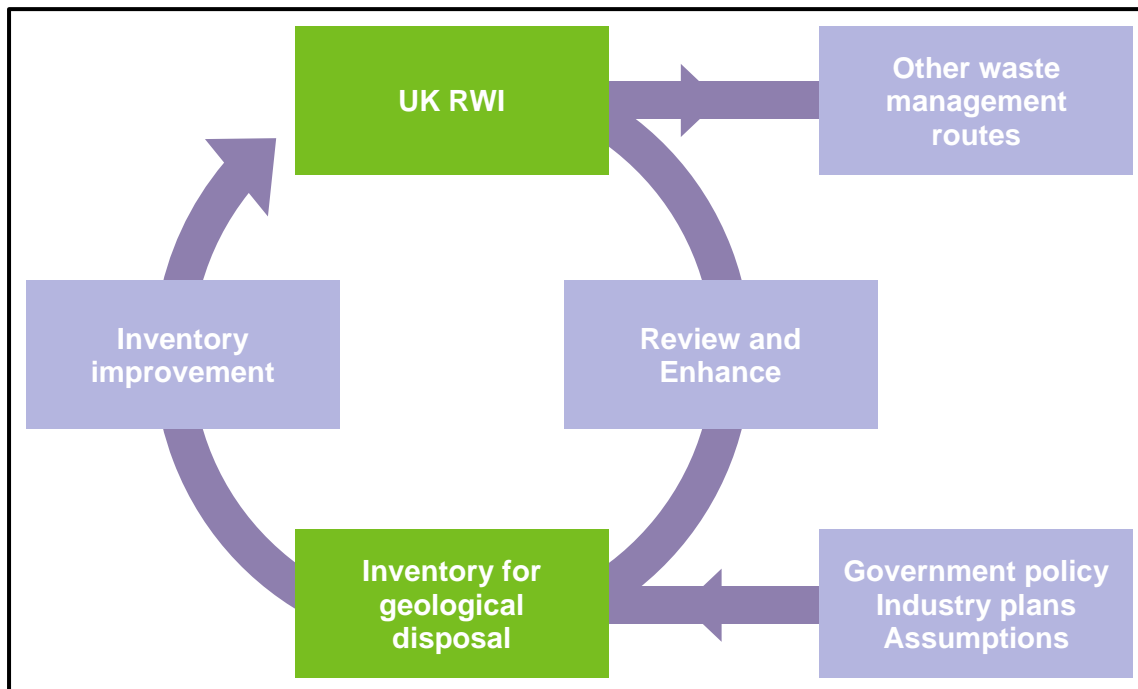 UK RWI
Other waste
management
routes
Inventory
improvement
Review and
Enhance
Inventory for
geological
disposal
Government policy
Industry plans
Assumptions